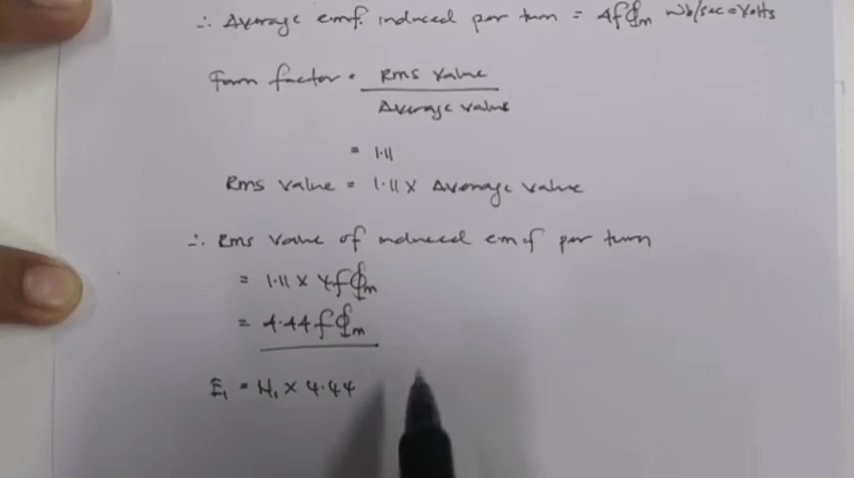 ∴ Average emf induced per turn = 4fΦm Wb/sec = Volts
Form factor = Rms value
Average value
= 1.11
Rms value = 1.11 × Average value
∴ Rms value of induced emf per turn
= 1.11 × 4fΦm
= 4.44fΦm
E₁ = N₁ × 4.44